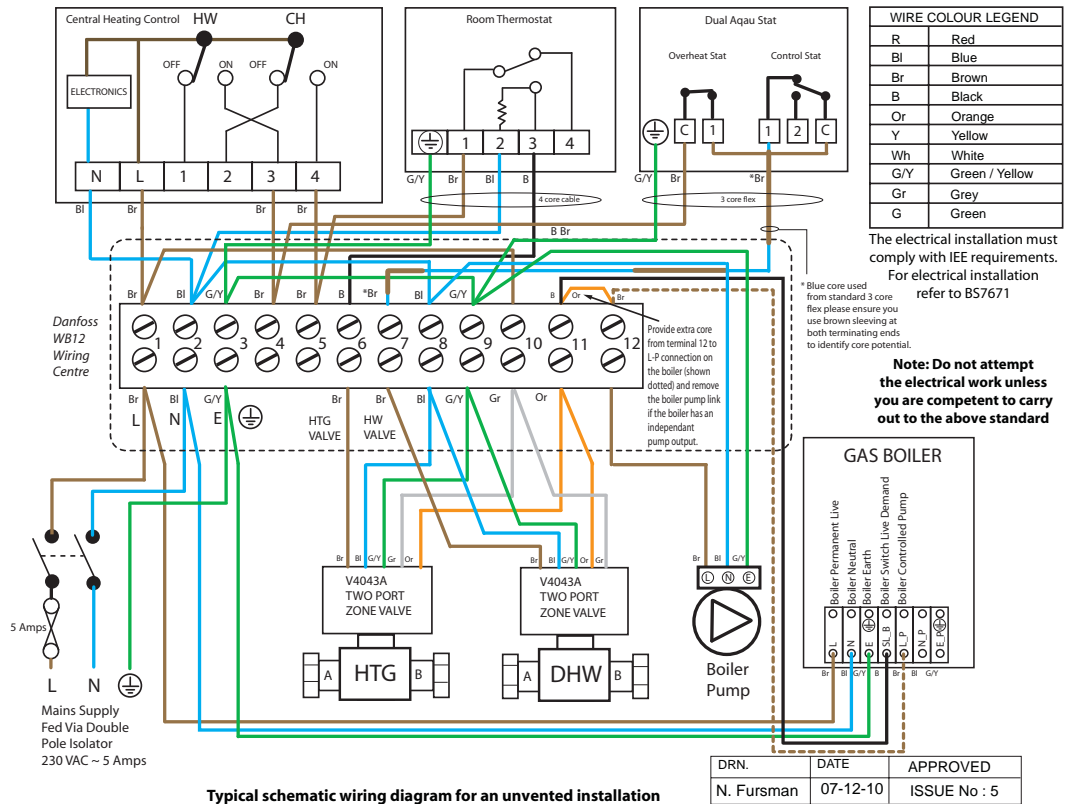 Central Heating Control
HW
CH
OFF
ON
OFF
ON
ELECTRONICS
N
L
1
2
3
4
Bl
Br
Br
Br
Room Thermostat
1
2
3
4
G/Y
Br
Bl
B
4 core cable
Dual Aqau Stat
Overheat Stat
Control Stat
C
1
1
2
C
G/Y
Br
*Br
3 core flex
B Br
WIRE COLOUR LEGEND
R Red
Bl Blue
Br Brown
B Black
Or Orange
Y Yellow
Wh White
G/Y Green / Yellow
Gr Grey
G Green
The electrical installation must
comply with IEE requirements.
For electrical installation
refer to BS7671
* Blue core used
from standard 3 core
flex please ensure you
use brown sleeving at
both terminating ends
to identify core potential.
Note: Do not attempt
the electrical work unless
you are competent to carry
out to the above standard
Danfoss
WB12
Wiring
Centre
Br
Bl
G/Y
Br
Br
B
*Br
Bl
G/Y
Br
B
Or
Br
1
2
3
4
5
6
7
8
9
10
11
12
Provide extra core
from terminal 12 to
L-P connection on
the boiler (shown
dotted) and remove
the boiler pump link
if the boiler has an
independant
pump output.
Br
Bl
G/Y
Br
Br
Bl
G/Y
Gr
Or
L
N
E
HTG
VALVE
HW
VALVE
5 Amps
L
N
Mains Supply
Fed Via Double
Pole Isolator
230 VAC ~ 5 Amps
Br
Bl
G/Y
Gr
Or
V4043A
TWO PORT
ZONE VALVE
A
HTG
B
Br
Bl
G/Y
Or
Gr
V4043A
TWO PORT
ZONE VALVE
A
DHW
B
Br
Bl
G/Y
L
N
E
Boiler
Pump
GAS BOILER
Boiler Permanent Live
Boiler Neutral
Boiler Earth
Boiler Switch Live Demand
Boiler Controlled Pump
L
N
E
SL_B
L_P
N_P
E_P
Br
Bl
G/Y
B
Br
Bl
G/Y
DRN.
DATE
APPROVED
N. Fursman
07-12-10
ISSUE No : 5
Typical schematic wiring diagram for an unvented installation